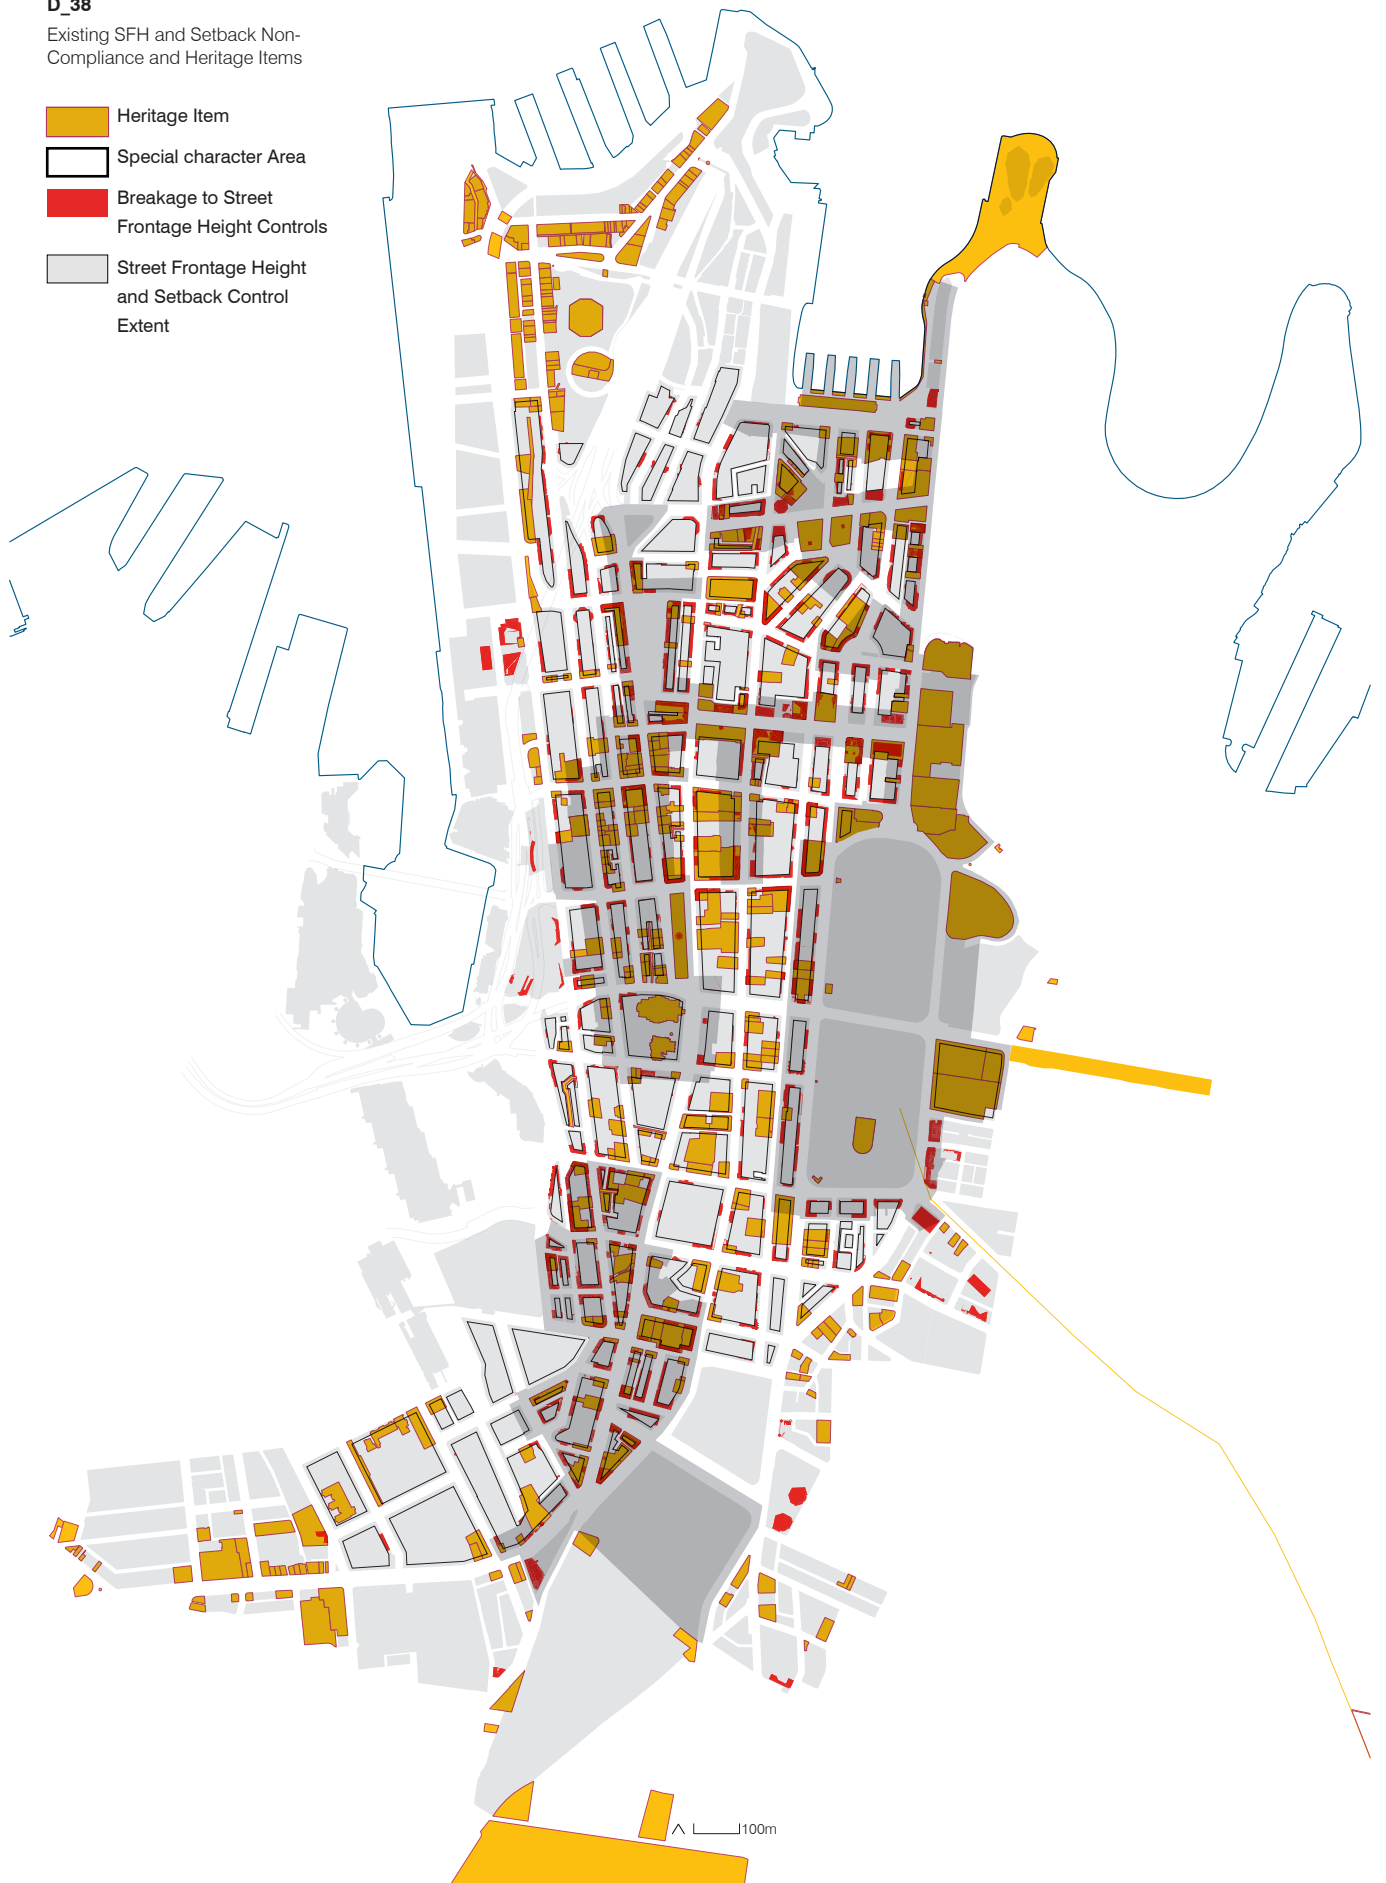 D_38
Existing SFH and Setback Non-
Compliance and Heritage Items
Heritage Item
Special character Area
Breakage to Street
Frontage Height Controls
Street Frontage Height
and Setback Control
Extent
100m